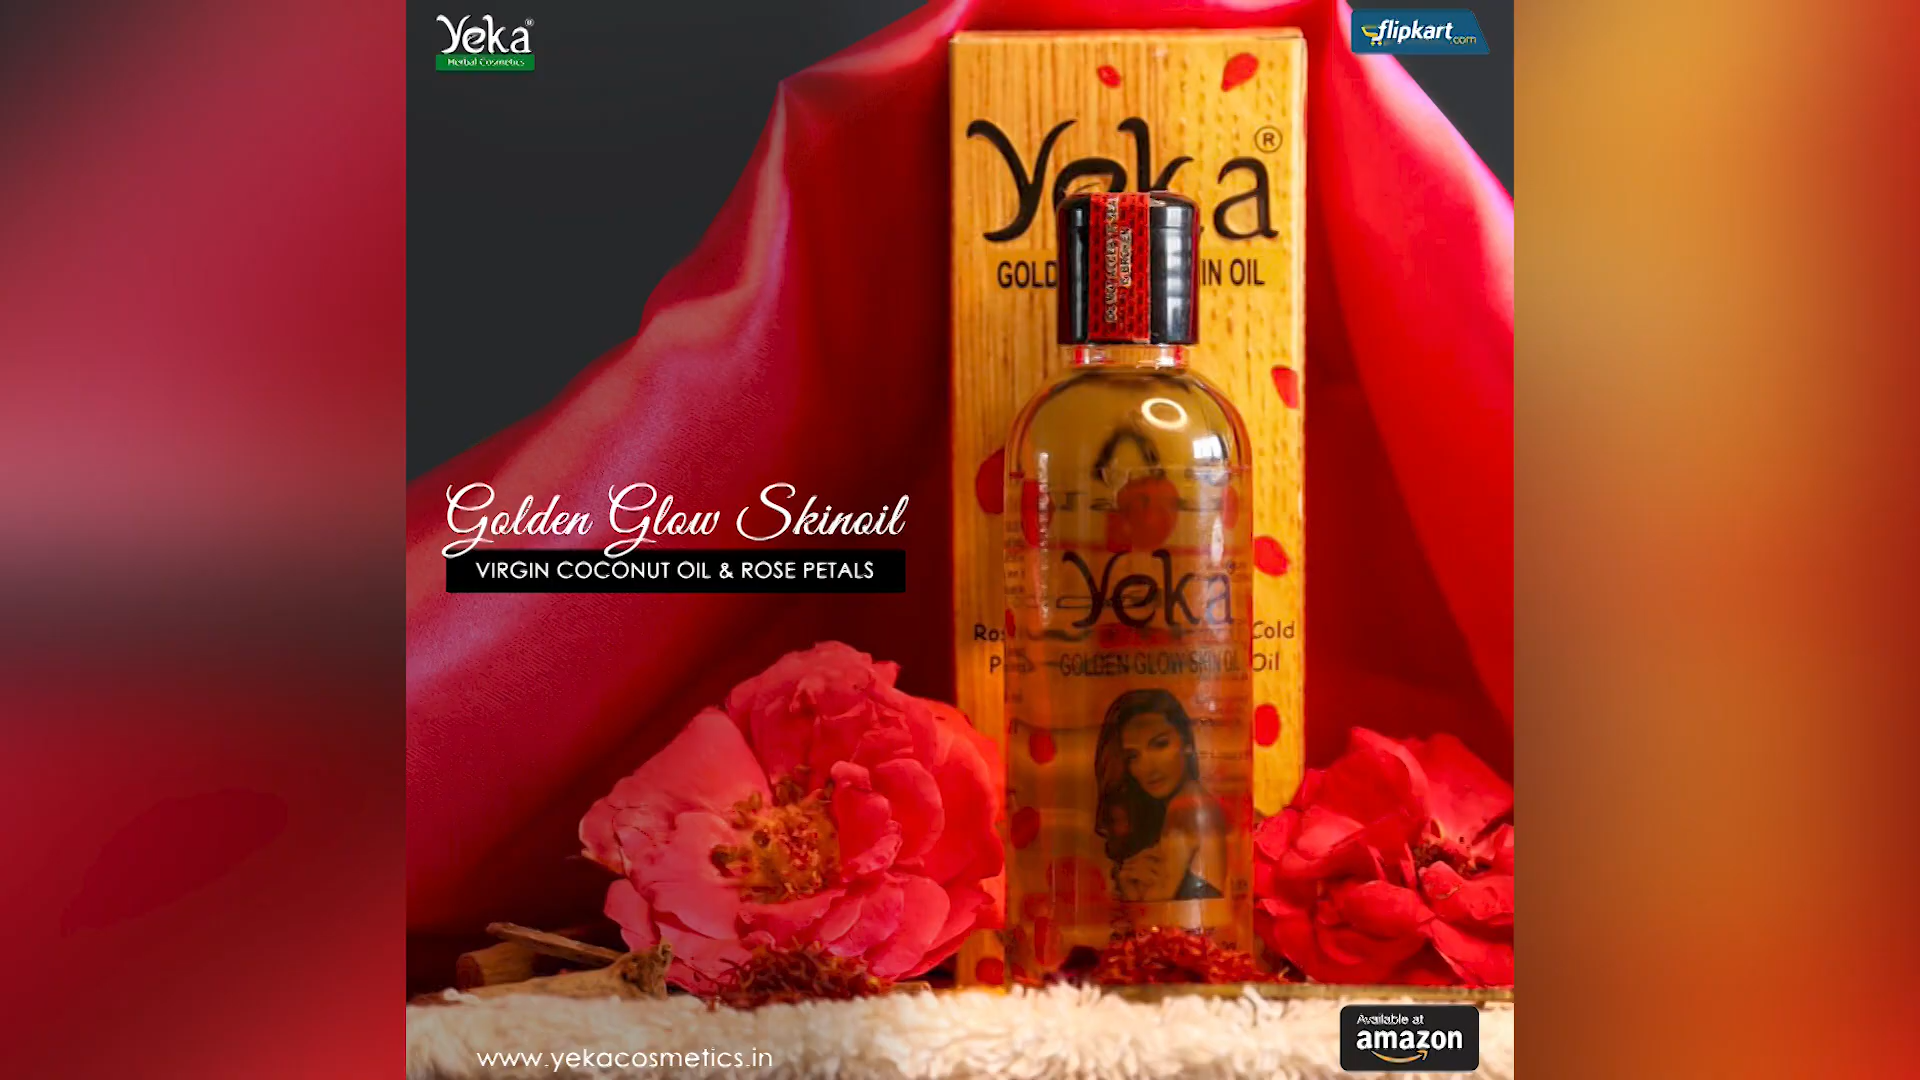 Yeka®
Herbal Cosmetics
flipkart.com
Yeka®
GOLD
IN OIL
Golden Glow Skinoil
VIRGIN COCONUT OIL & ROSE PETALS
Yeka
Cold
GOLDEN GLOW SKIN OIL
Oil
www.yekacosmetics.in
Available at
amazon